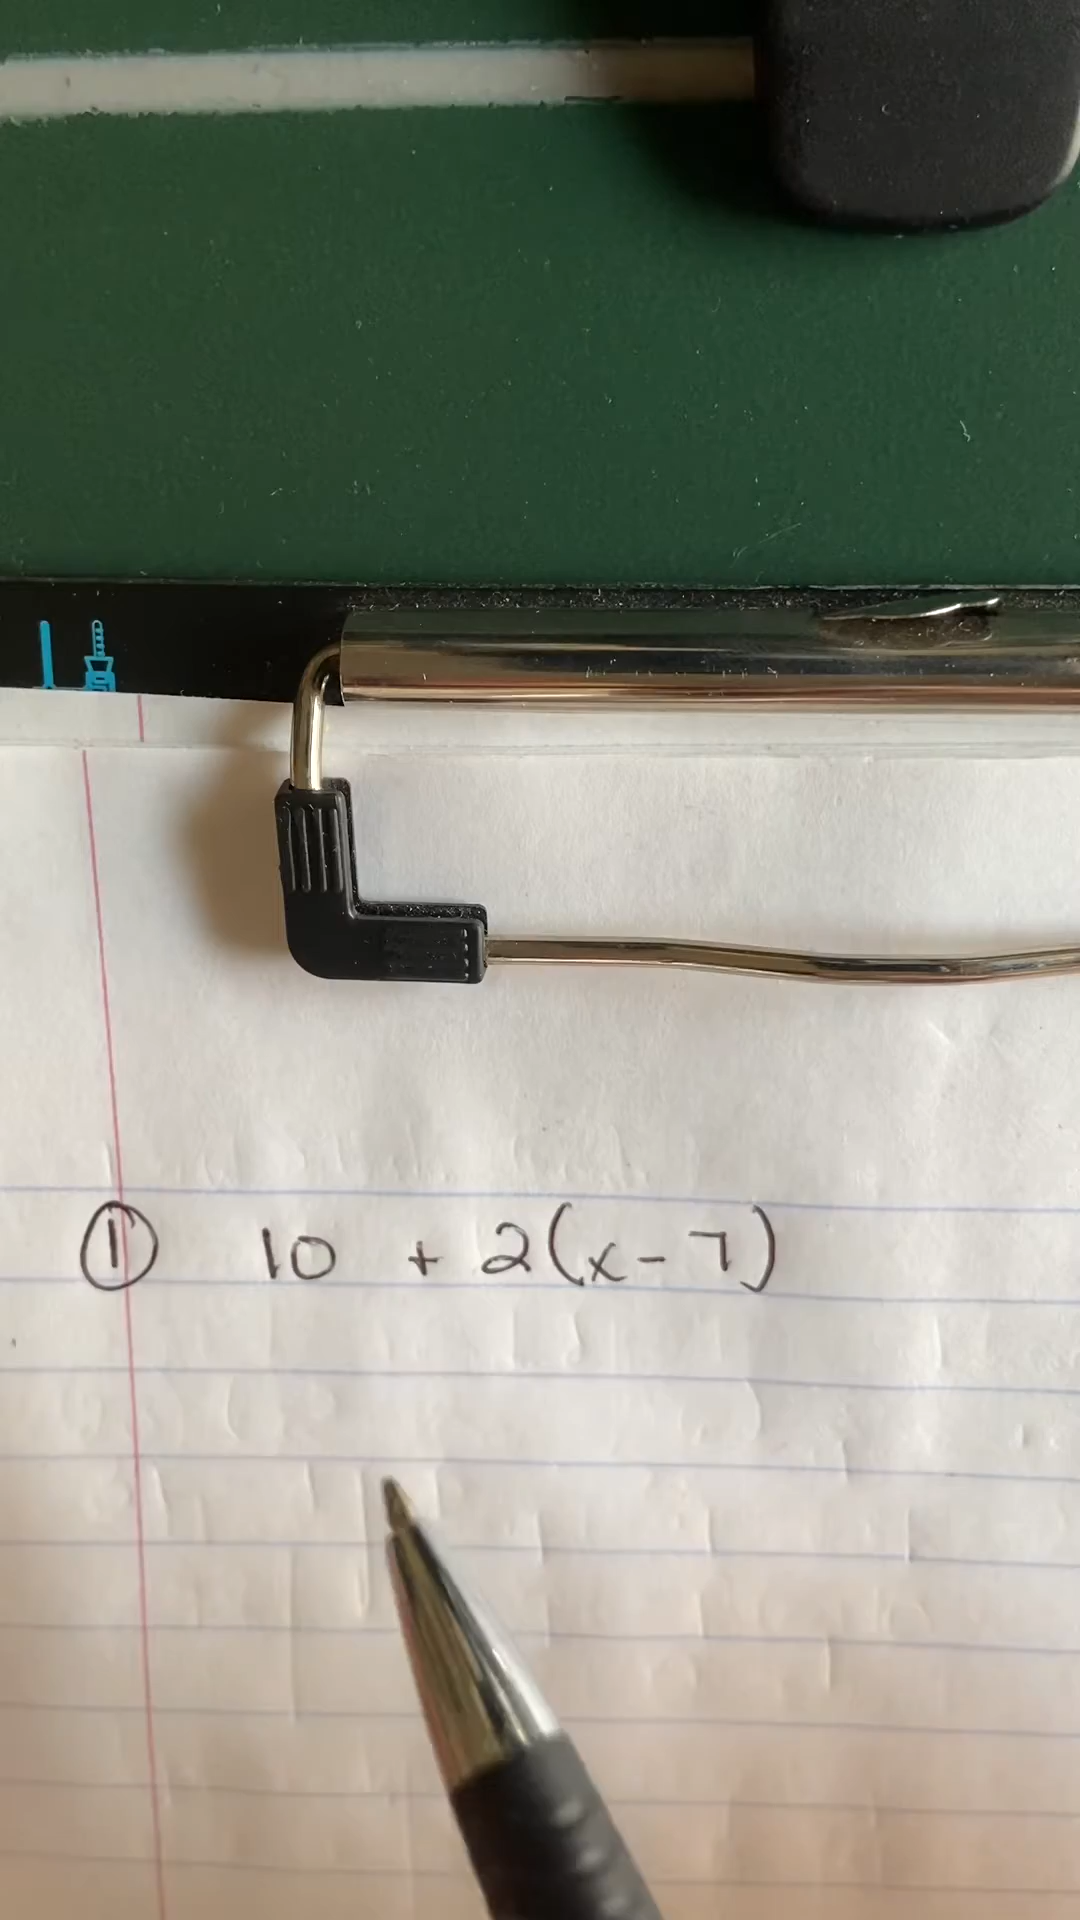 ① 10 + 2(x - 7)